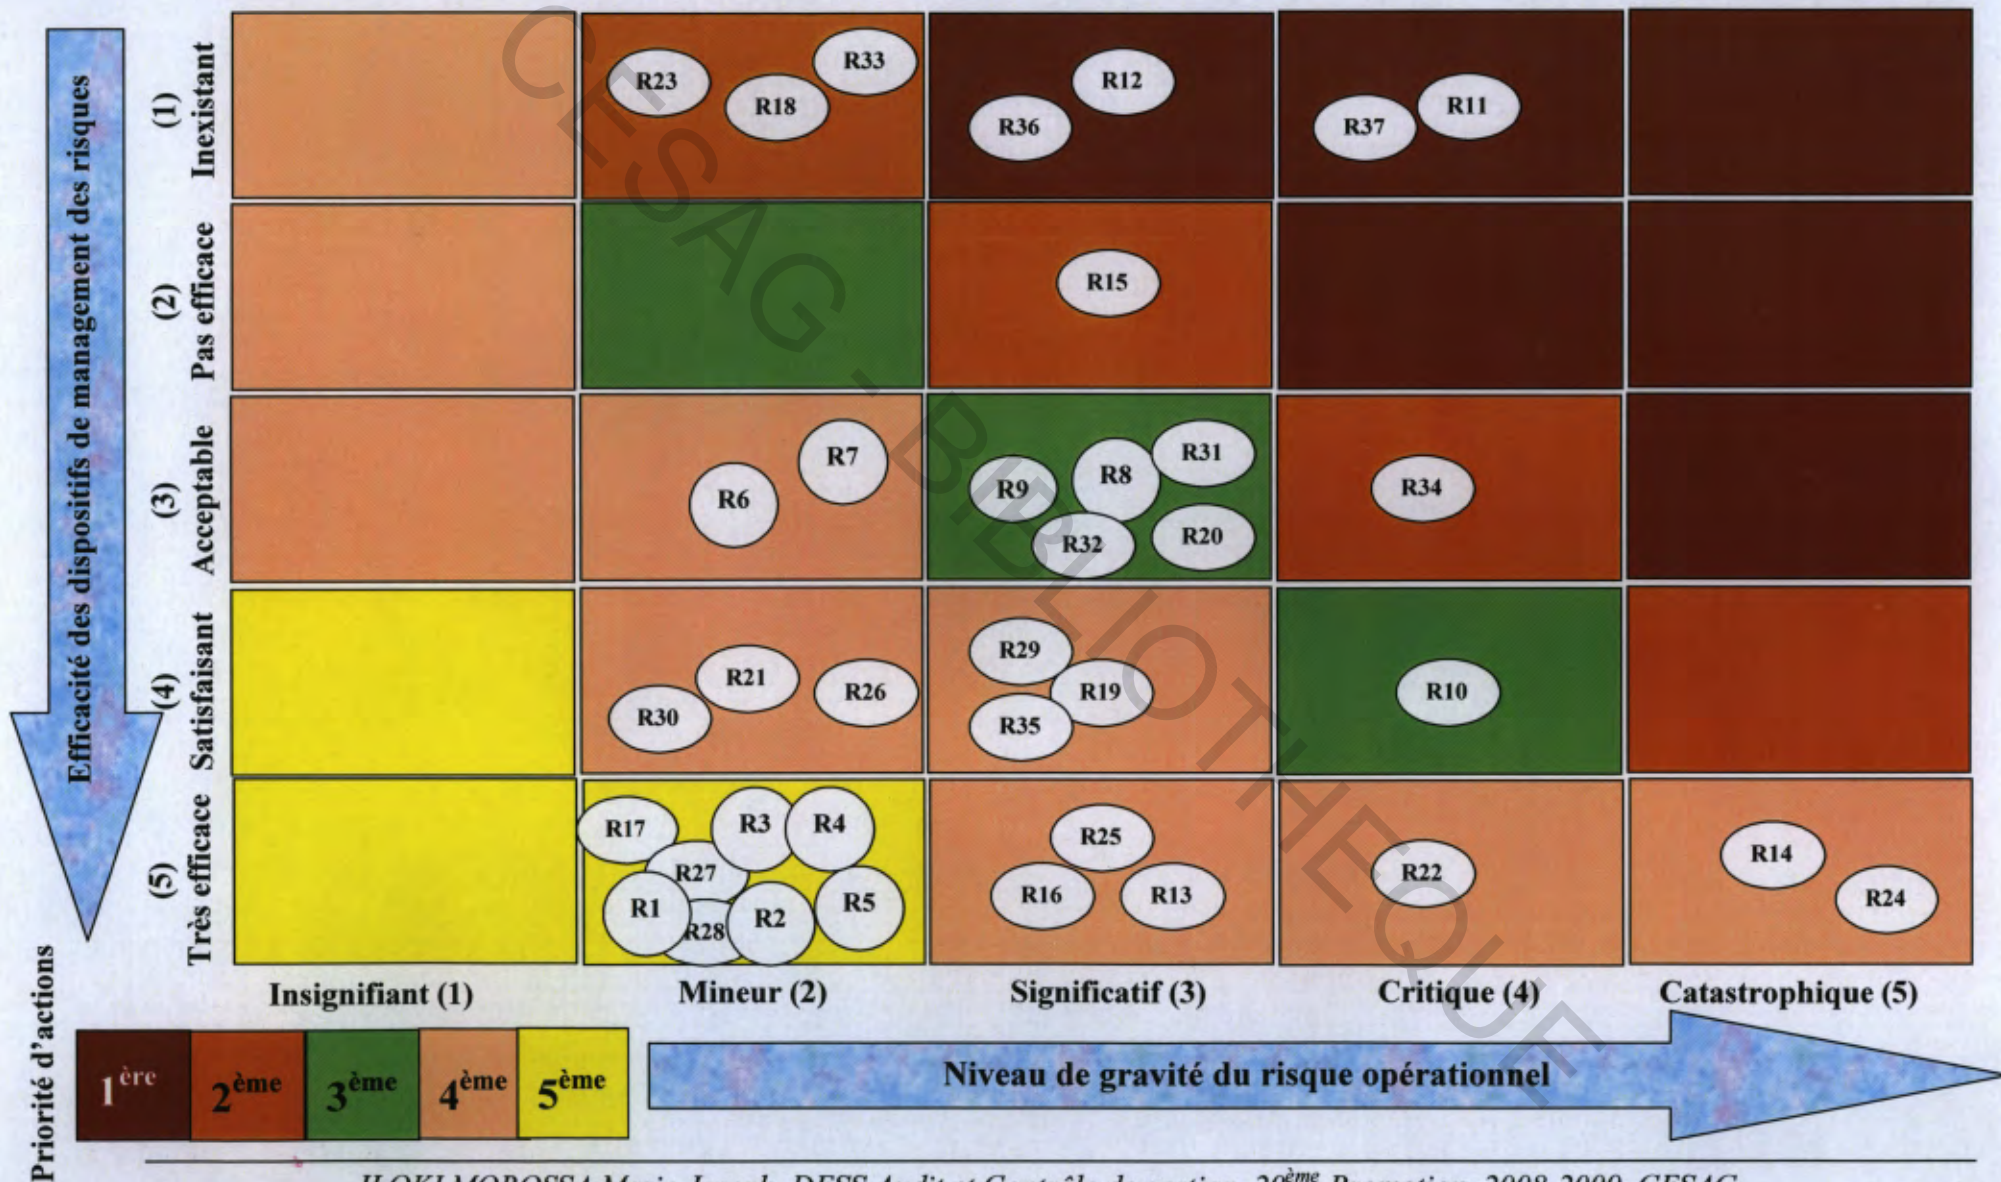 Efficacité des dispositifs de management des risques
(1)
Inexistant
R23
R18
R33
R36
R12
R37
R11
(2)
Pas efficace
R15
(3)
Acceptable
R6
R7
R9
R8
R31
R32
R20
R34
(4)
Satisfaisant
R30
R21
R26
R29
R19
R35
R10
(5)
Très efficace
R17
R27
R3
R4
R1
R28
R2
R5
R25
R16
R13
R22
R14
R24
Insignifiant (1)
Mineur (2)
Significatif (3)
Critique (4)
Catastrophique (5)
Priorité d’actions
1ère
2ème
3ème
4ème
5ème
Niveau de gravité du risque opérationnel
CESAG - BIBLIOTHEQUE